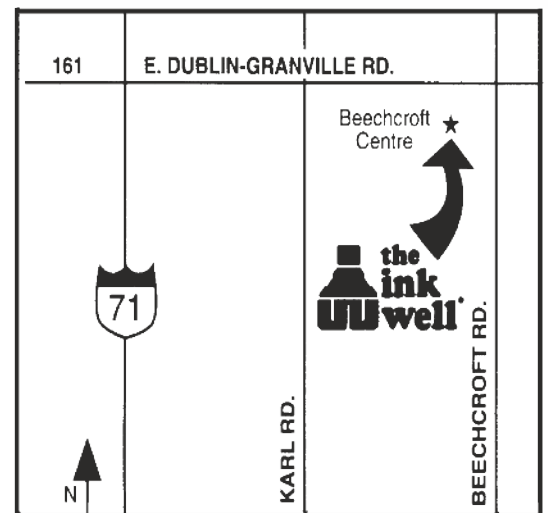 161 E. DUBLIN-GRANVILLE RD.
Beechcroft
Centre
the
ink
well
71
KARL RD.
BEECHCROFT RD.
N